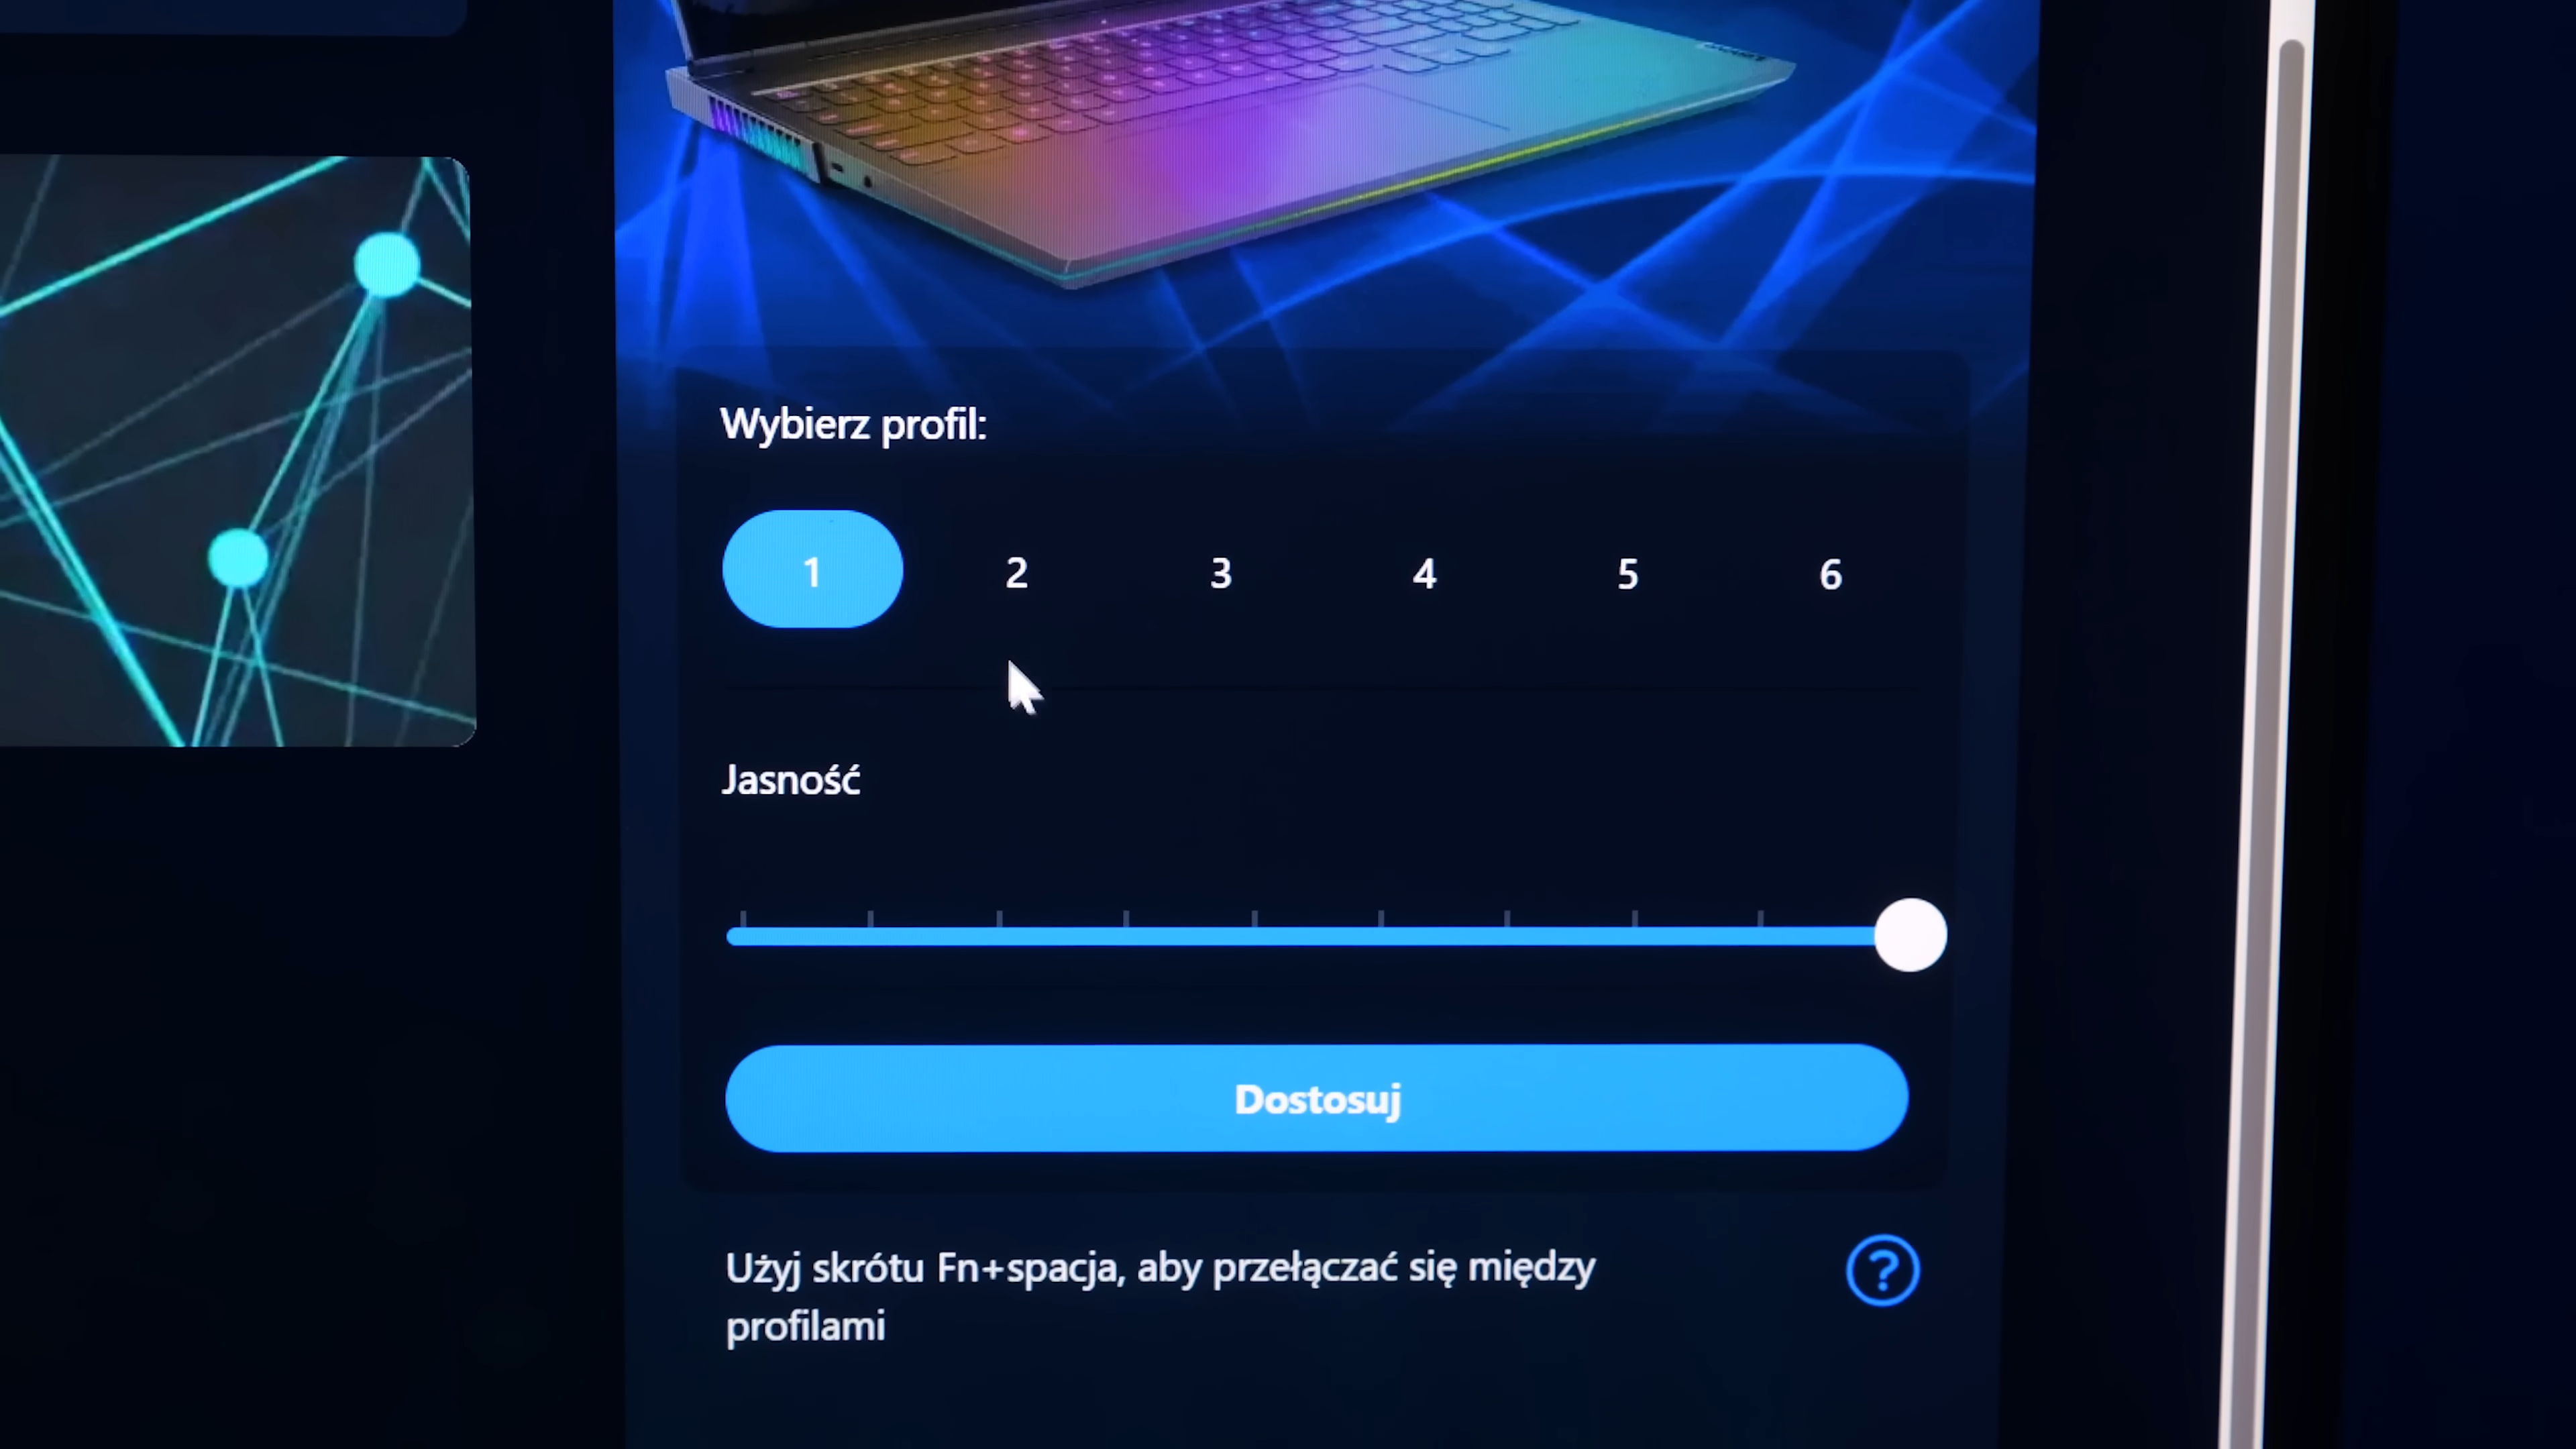 Wybierz profil:
1 2 3 4 5 6
Jasność
Dostosuj
Użyj skrótu Fn+spacja, aby przełączać się między
profilami
?